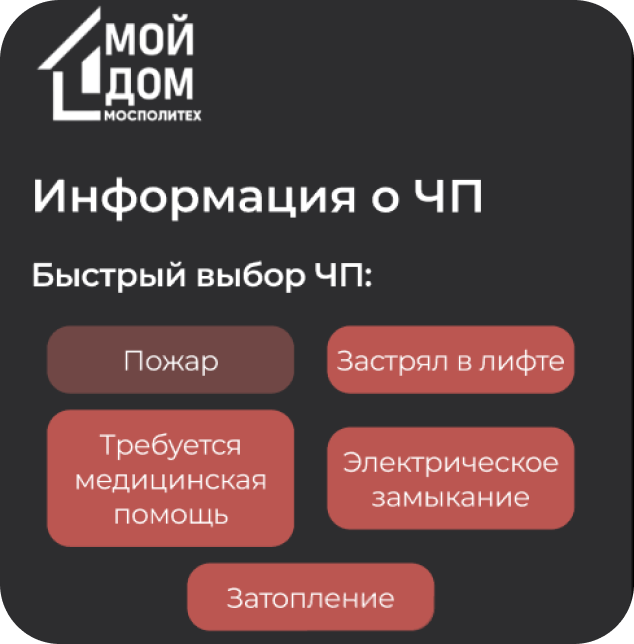 МОЙ
ДОМ
МОСПОЛИТЕХ
Информация о ЧП
Быстрый выбор ЧП:
Пожар
Застрял в лифте
Требуется
медицинская
помощь
Электрическое
замыкание
Затопление